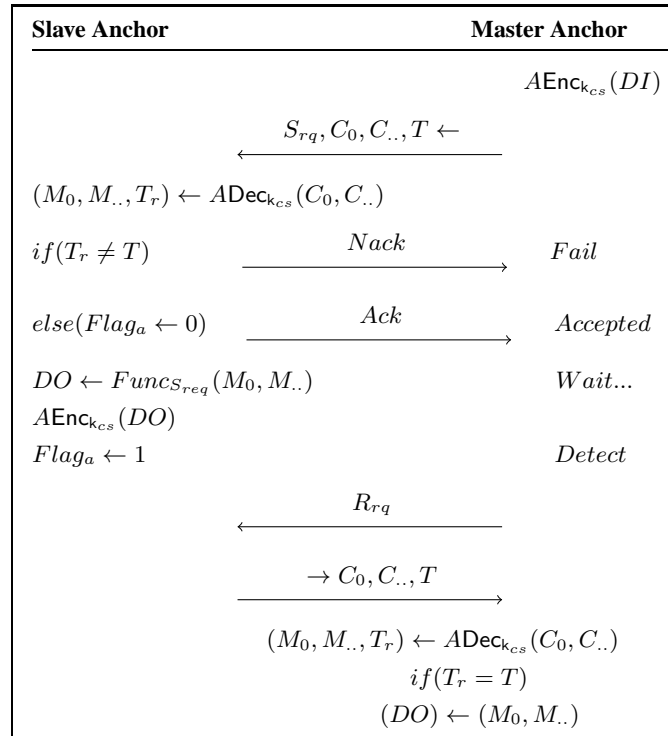 Slave Anchor Master Anchor
AEnc_{k_{cs}}(DI)
S_{rq}, C_0, C_{..}, T ←
(M_0, M_{..}, T_r) ← ADec_{k_{cs}}(C_0, C_{..})
if(T_r ≠ T) Nack Fail
else(Flag_a ← 0) Ack Accepted
DO ← Func_{S_{req}}(M_0, M_{..}) Wait...
AEnc_{k_{cs}}(DO)
Flag_a ← 1 Detect
R_{rq}
→ C_0, C_{..}, T
(M_0, M_{..}, T_r) ← ADec_{k_{cs}}(C_0, C_{..})
if(T_r = T)
(DO) ← (M_0, M_{..})